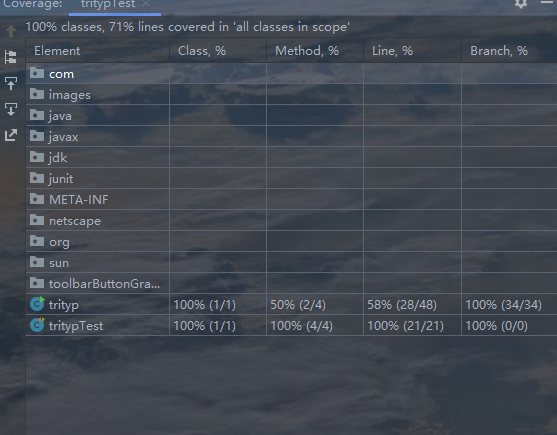 Coverage: tritypTest ×
100% classes, 71% lines covered in 'all classes in scope'
Element Class, % Method, % Line, % Branch, %
com
images
java
javax
jdk
junit
META-INF
netscape
org
sun
toolbarButtonGra...
trityp 100% (1/1) 50% (2/4) 58% (28/48) 100% (34/34)
tritypTest 100% (1/1) 100% (4/4) 100% (21/21) 100% (0/0)